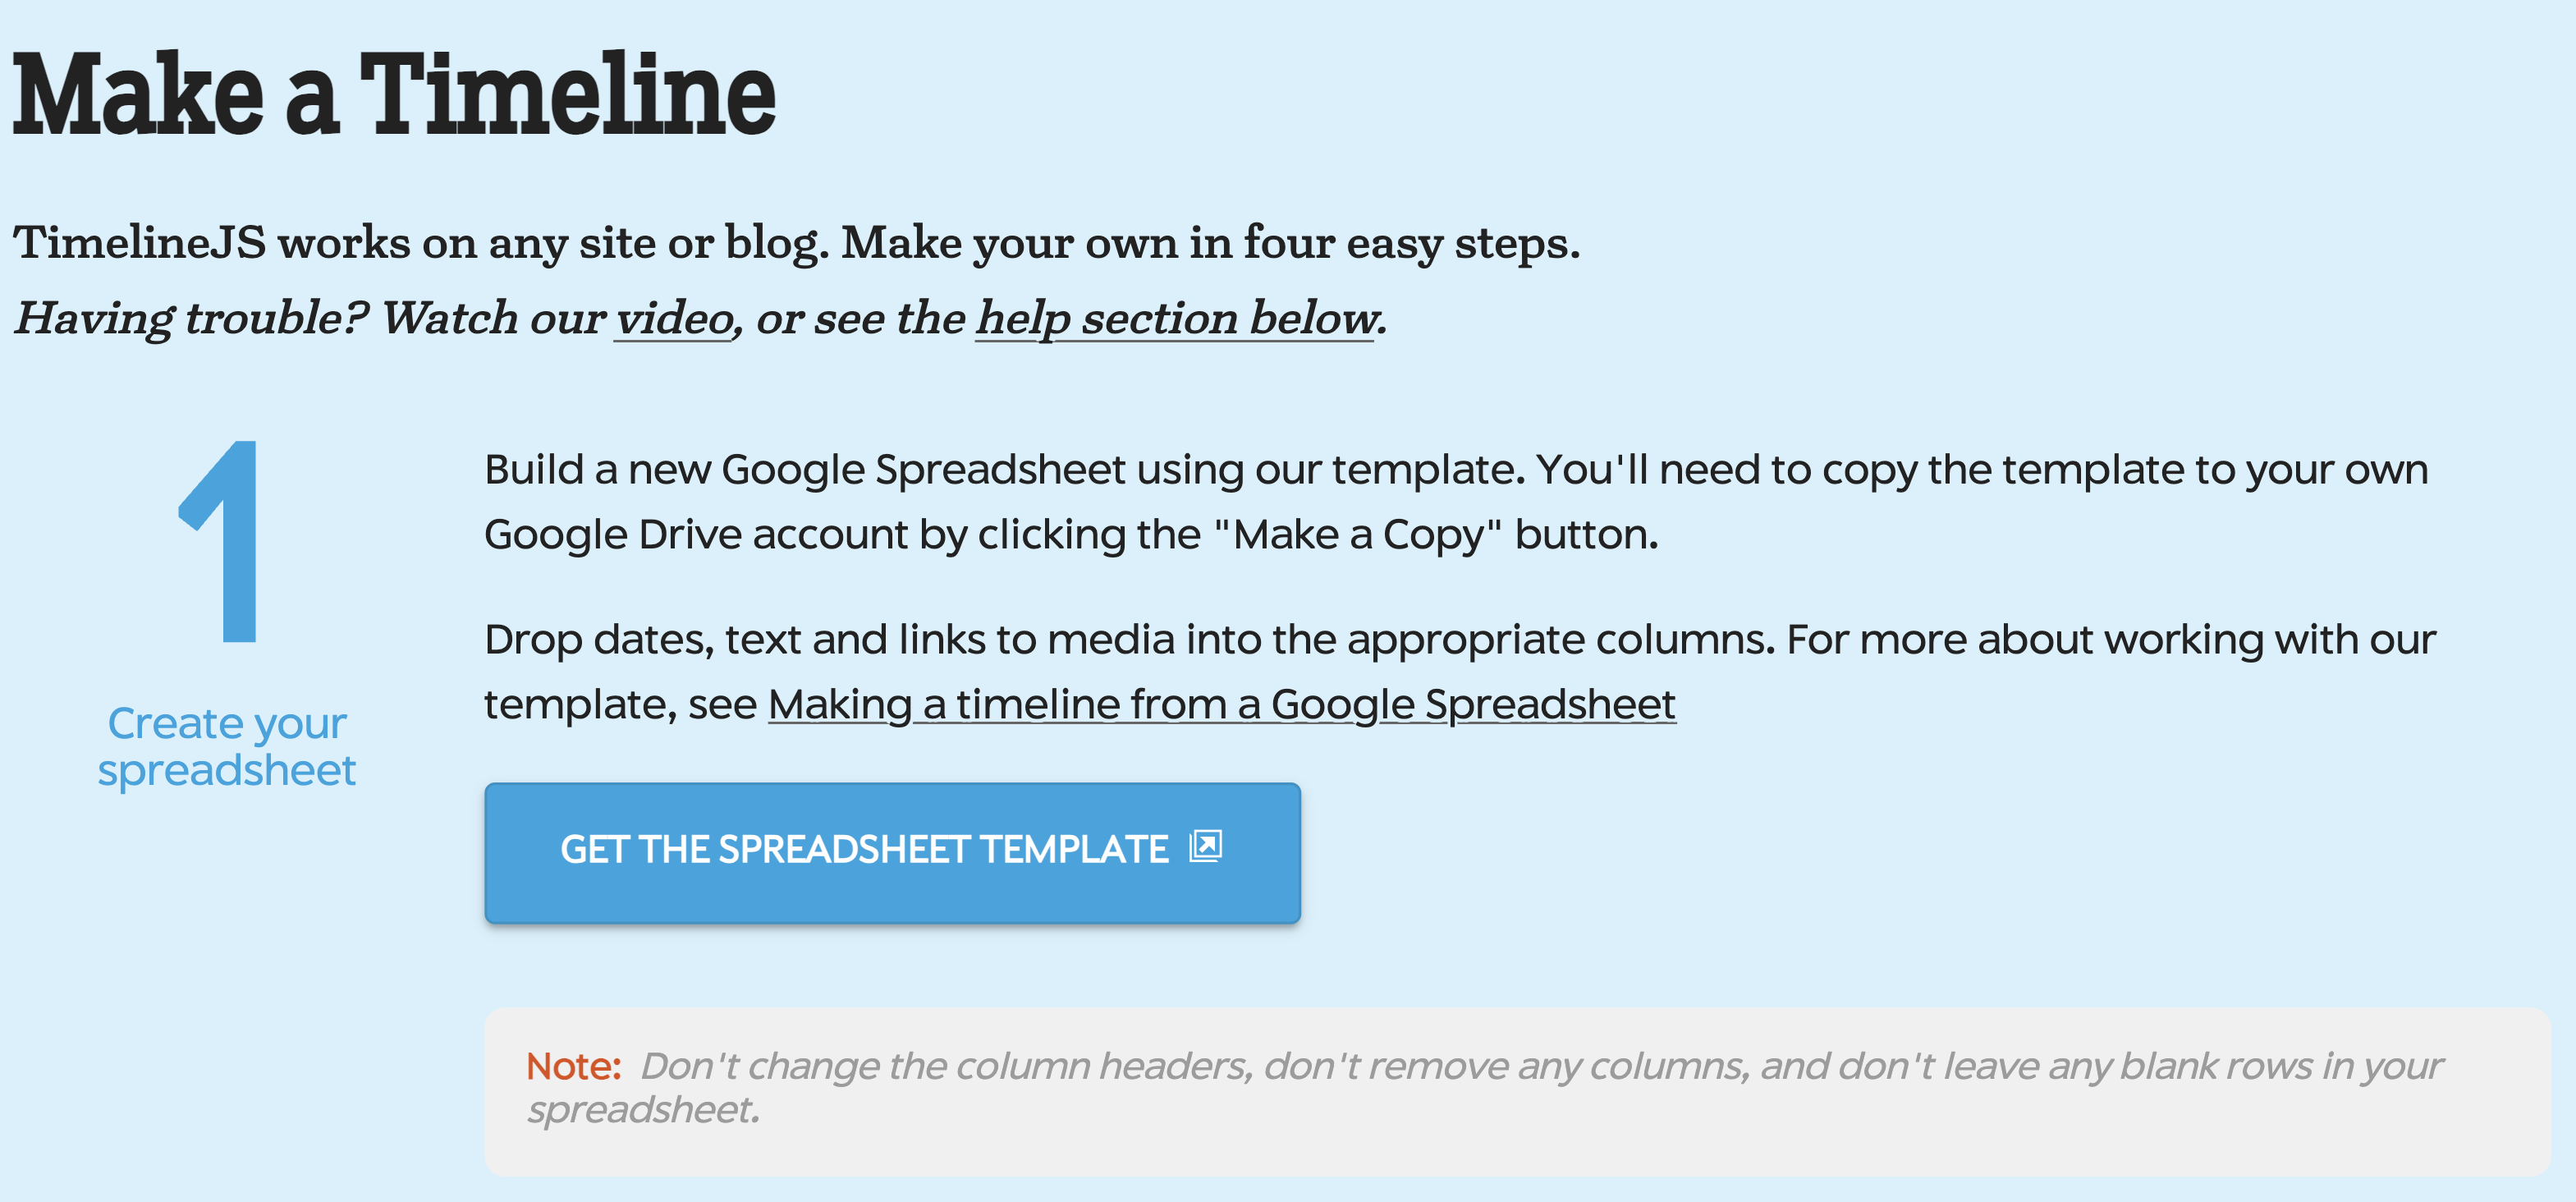 Make a Timeline
TimelineJS works on any site or blog. Make your own in four easy steps.
Having trouble? Watch our video, or see the help section below.
1
Create your
spreadsheet
Build a new Google Spreadsheet using our template. You'll need to copy the template to your own
Google Drive account by clicking the "Make a Copy" button.
Drop dates, text and links to media into the appropriate columns. For more about working with our
template, see Making a timeline from a Google Spreadsheet
GET THE SPREADSHEET TEMPLATE
Note: Don't change the column headers, don't remove any columns, and don't leave any blank rows in your
spreadsheet.